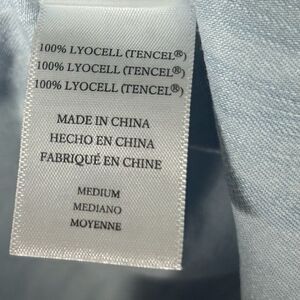 100% LYOCELL (TENCEL®)
100% LYOCELL (TENCEL®)
100% LYOCELL (TENCEL®)
MADE IN CHINA
HECHO EN CHINA
FABRIQUÉ EN CHINE
MEDIUM
MEDIANO
MOYENNE